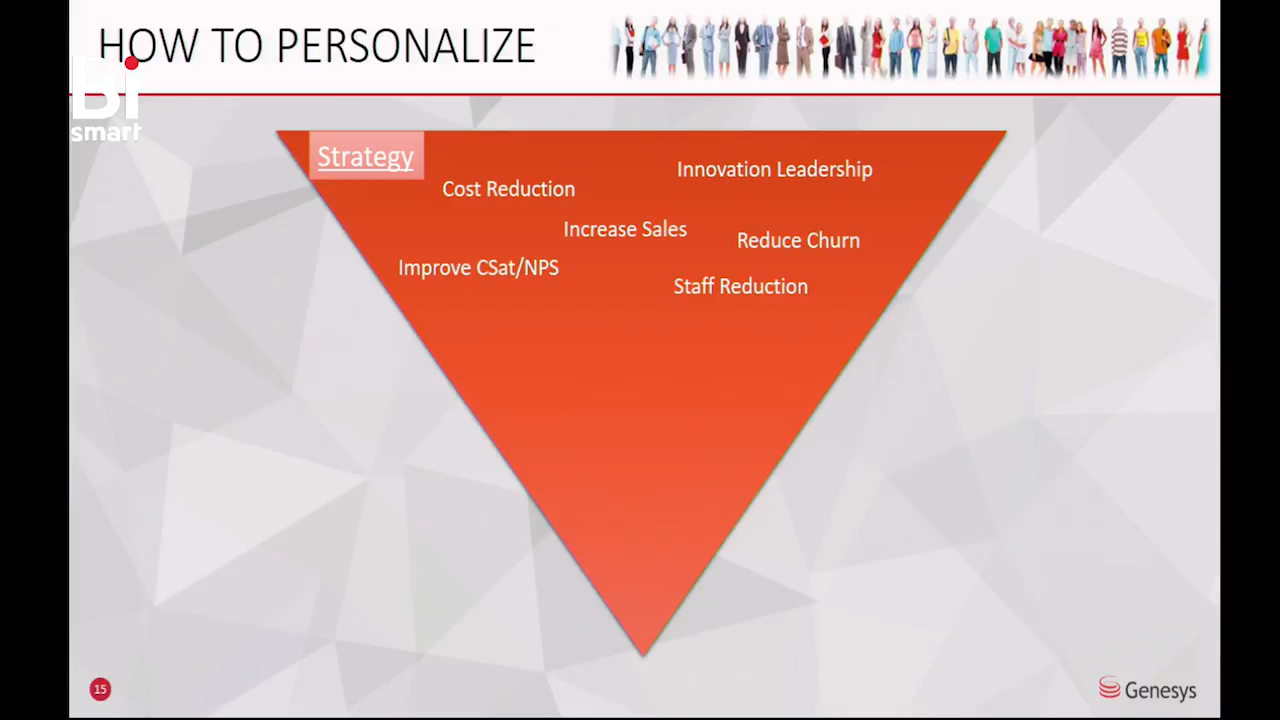 HOW TO PERSONALIZE
Bi
smart
Strategy
Innovation Leadership
Cost Reduction
Increase Sales
Reduce Churn
Improve CSat/NPS
Staff Reduction
15
Genesys